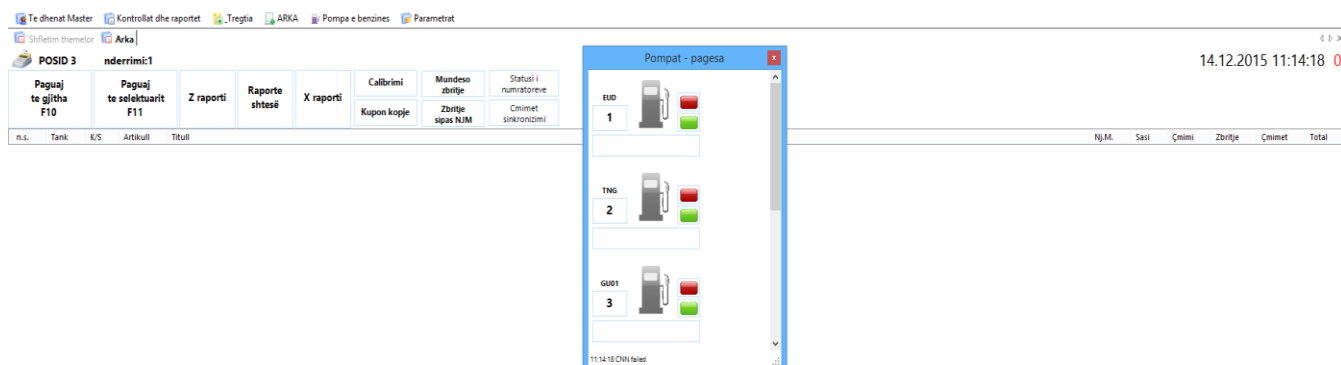 Te dhenat Master Kontrollat dhe raportet Tregtia ARKA Pompa e benzines Parametrat
Shfletim themelor Arka
POSID 3 nderrimi:1 14.12.2015 11:14:18 0
Paguaj te gjitha F10
Paguaj te selektuarit F11
Z raporti
Raporte shtesë
X raporti
Calibrimi
Kupon kopje
Mundeso zbritje
Zbritje sipas NJM
Statusi i numratoreve
Cmimet sinkronizimi
n.s. Tank K/S Artikull Titull Nj.M. Sasi Çmimi Zbritje Çmimet Total
Pompat - pagesa
EUD
1
TNG
2
GU01
3
11:14:18 CNN failed